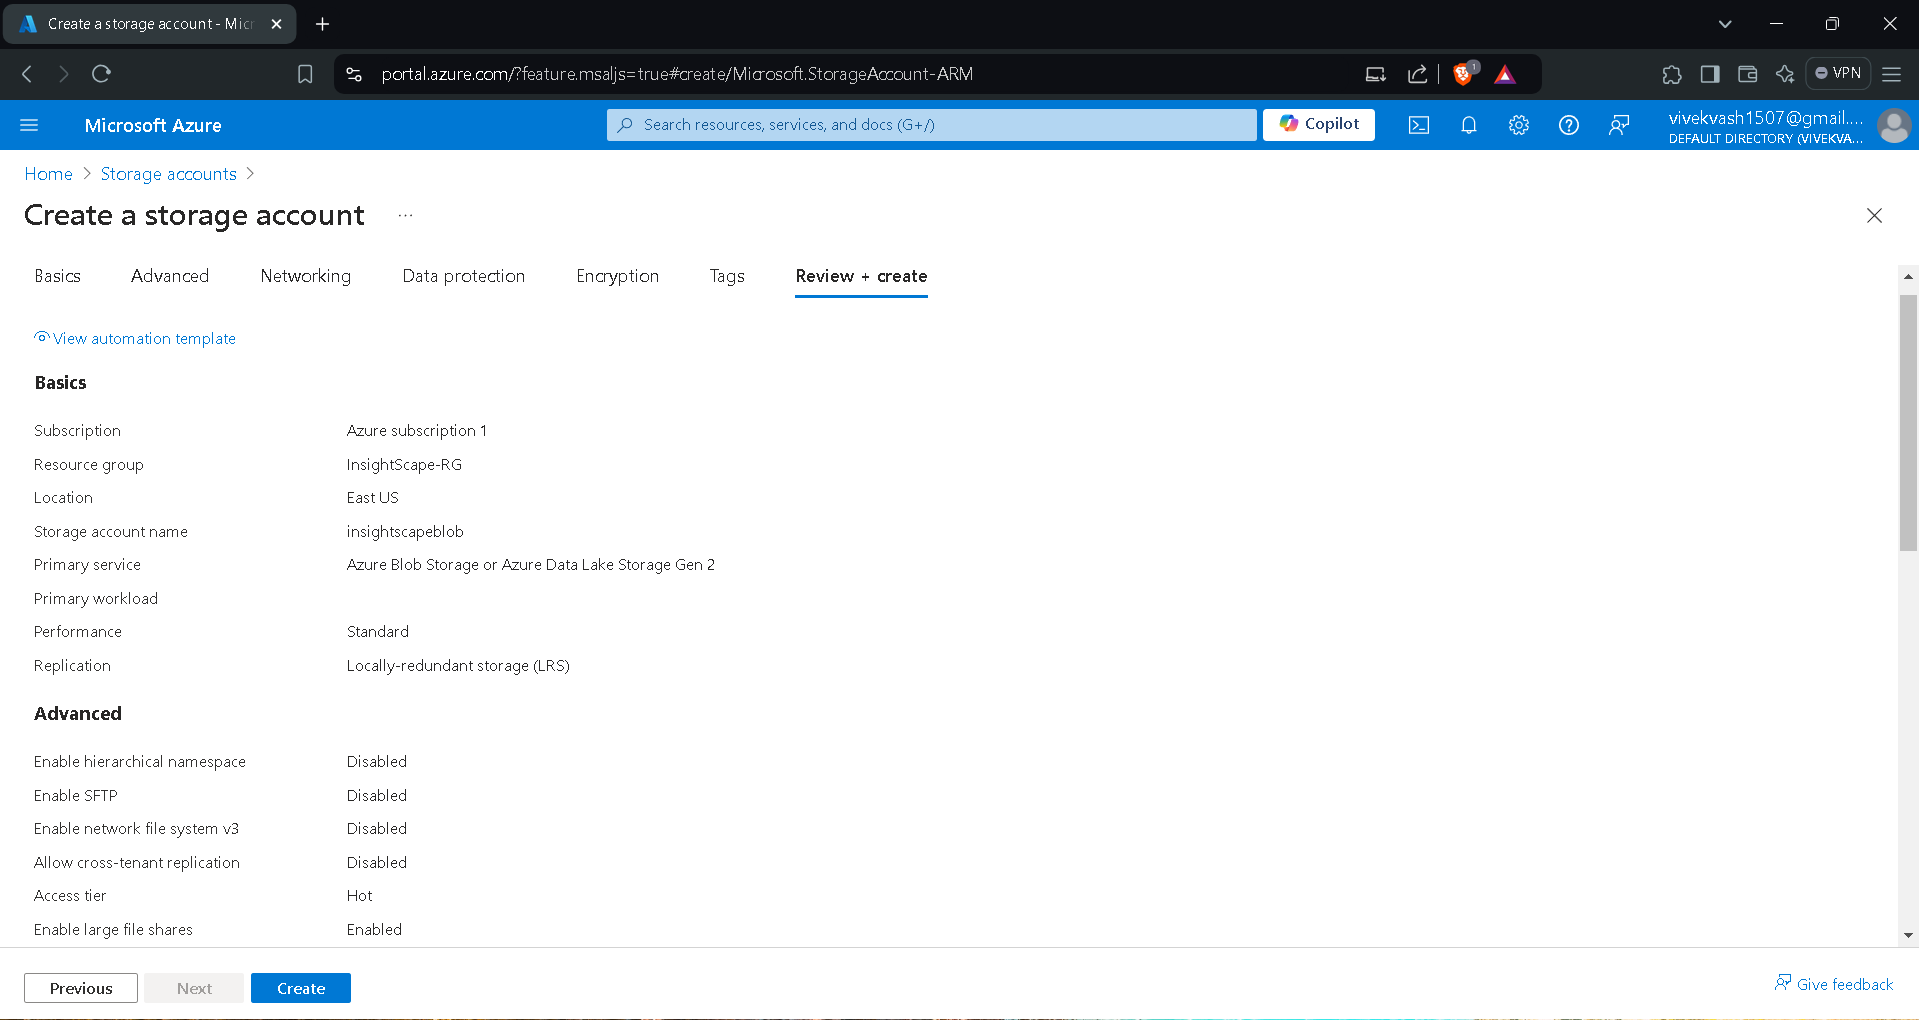 Create a storage account - Micr
portal.azure.com/?feature.msaljs=true#create/Microsoft.StorageAccount-ARM
1
VPN
Microsoft Azure
Search resources, services, and docs (G+/)
Copilot
vivekvash1507@gmail....
DEFAULT DIRECTORY (VIVEKVA...
Home > Storage accounts >
Create a storage account ...
Basics Advanced Networking Data protection Encryption Tags Review + create
View automation template
Basics
Subscription Azure subscription 1
Resource group InsightScape-RG
Location East US
Storage account name insightscapeblob
Primary service Azure Blob Storage or Azure Data Lake Storage Gen 2
Primary workload
Performance Standard
Replication Locally-redundant storage (LRS)
Advanced
Enable hierarchical namespace Disabled
Enable SFTP Disabled
Enable network file system v3 Disabled
Allow cross-tenant replication Disabled
Access tier Hot
Enable large file shares Enabled
Previous Next Create
Give feedback